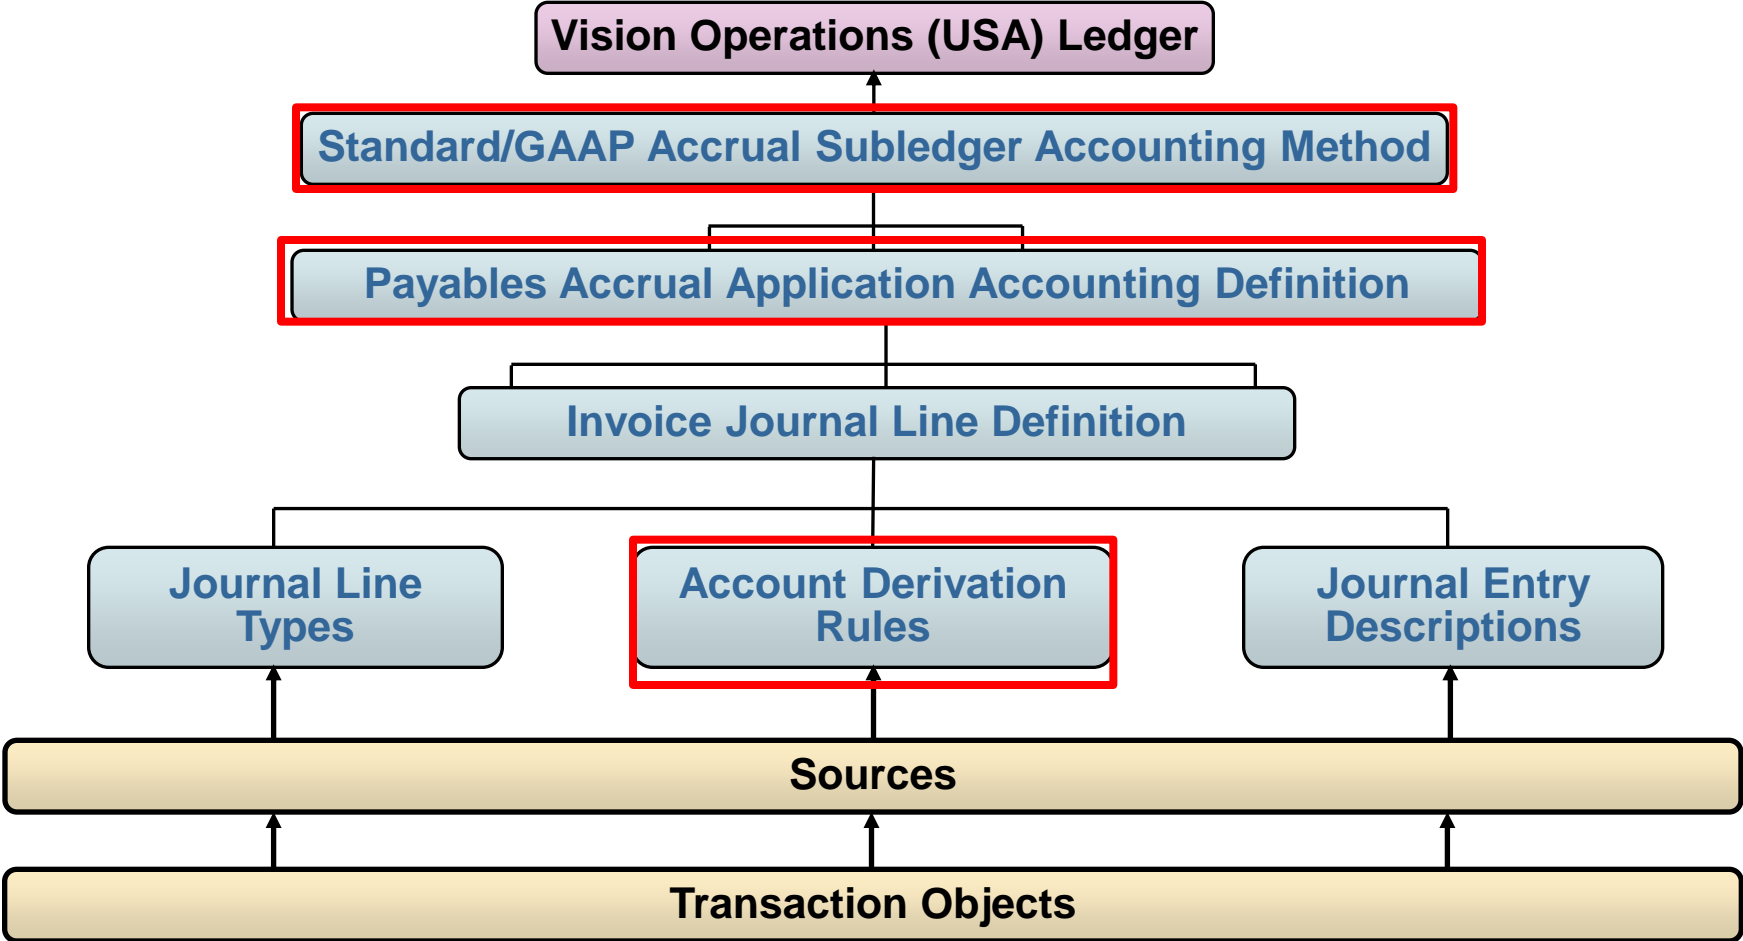 Vision Operations (USA) Ledger
Standard/GAAP Accrual Subledger Accounting Method
Payables Accrual Application Accounting Definition
Invoice Journal Line Definition
Journal Line
Types
Account Derivation
Rules
Journal Entry
Descriptions
Sources
Transaction Objects